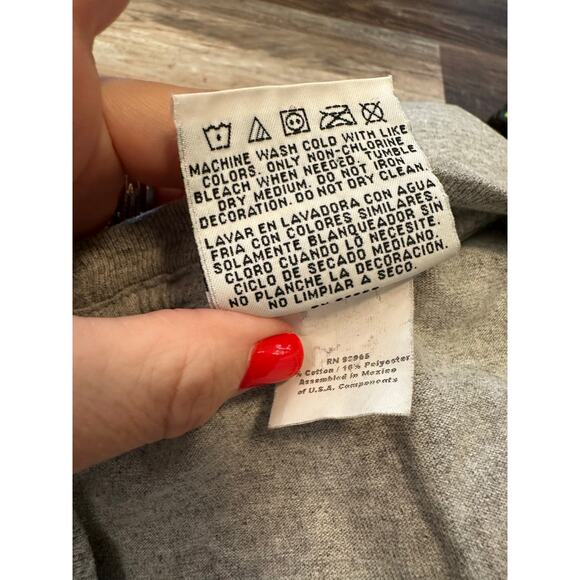 MACHINE WASH COLD WITH LIKE
COLORS. ONLY NON-CHLORINE
BLEACH WHEN NEEDED. TUMBLE
DRY MEDIUM. DO NOT IRON
DECORATION. DO NOT DRY CLEAN.
LAVAR EN LAVADORA CON AGUA
FRIA CON COLORES SIMILARES.
SOLAMENTE BLANQUEADOR SIN
CLORO CUANDO LO NECESITE.
CICLO DE SECADO MEDIANO.
NO PLANCHE LA DECORACION.
NO LIMPIAR A SECO.
% Cotton / 10% Polyester
Assembled in Mexico
of U.S.A. Components